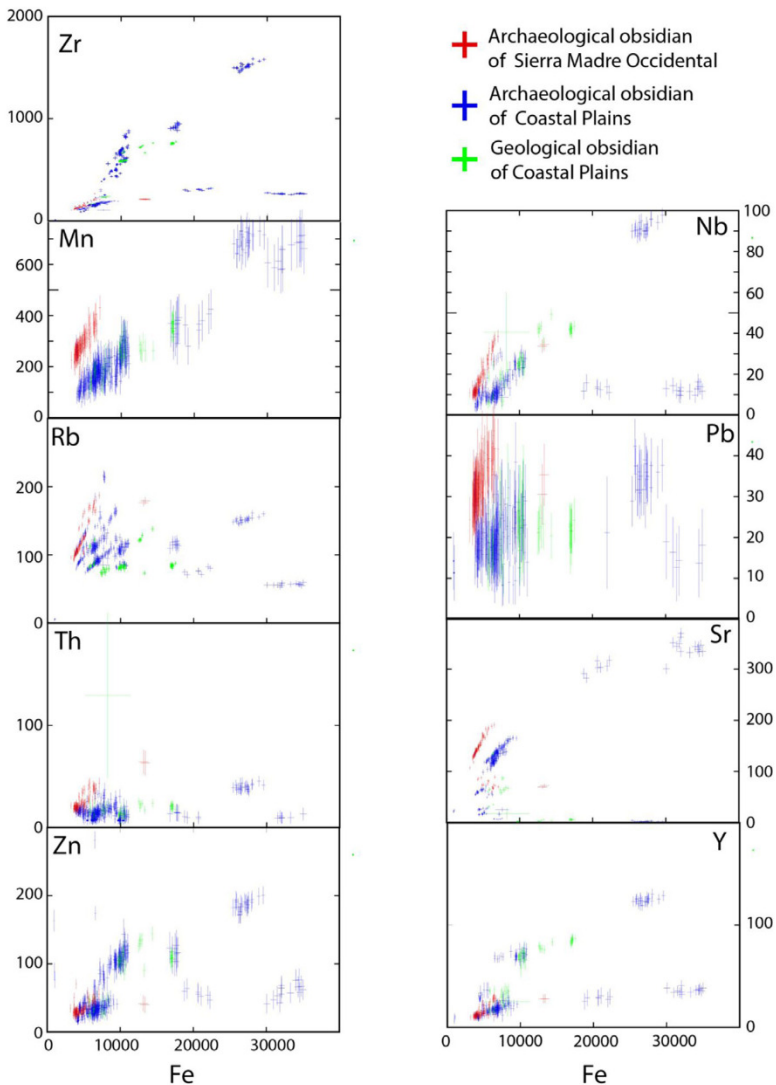 Zr
2000
1000
0
Mn
600
400
200
0
Rb
200
100
0
Th
100
0
Zn
200
100
0
0 10000 20000 30000
Fe
Archaeological obsidian
of Sierra Madre Occidental
Archaeological obsidian
of Coastal Plains
Geological obsidian
of Coastal Plains
Nb
100
80
60
40
20
0
Pb
40
30
20
10
0
Sr
300
200
100
0
Y
100
0
0 10000 20000 30000
Fe